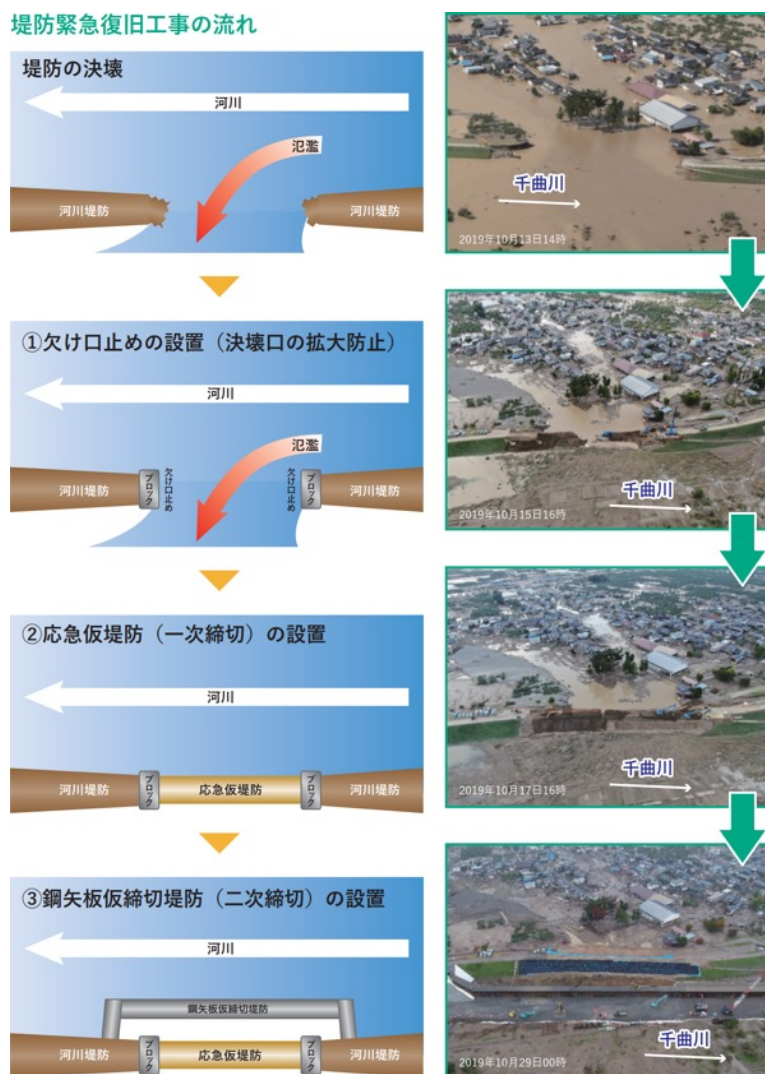 堤防緊急復旧工事の流れ
堤防の決壊
河川
氾濫
河川堤防
河川堤防
千曲川
2019年10月13日14時
①欠け口止めの設置（決壊口の拡大防止）
河川
氾濫
河川堤防
ブロック
欠け口止め
欠け口止め
ブロック
河川堤防
千曲川
2019年10月15日16時
②応急仮堤防（一次締切）の設置
河川
河川堤防
ブロック
応急仮堤防
ブロック
河川堤防
千曲川
2019年10月17日16時
③鋼矢板仮締切堤防（二次締切）の設置
河川
鋼矢板仮締切堤防
河川堤防
ブロック
応急仮堤防
ブロック
河川堤防
千曲川
2019年10月29日00時